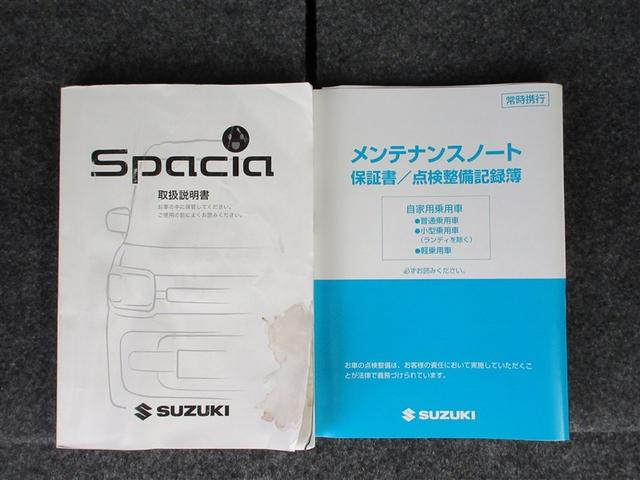 Spacia
取扱説明書
お車の中に保管してください。
ご使用の前によくお読みください。
SUZUKI
常時携行
メンテナンスノート
保証書／点検整備記録簿
自家用乗用車
●普通乗用車
●小型乗用車
（ランディを除く）
●軽乗用車
必ずお読みください。
お車の点検整備は、お客様の責任において実施していただくこ
とが法律で義務づけられています。
SUZUKI